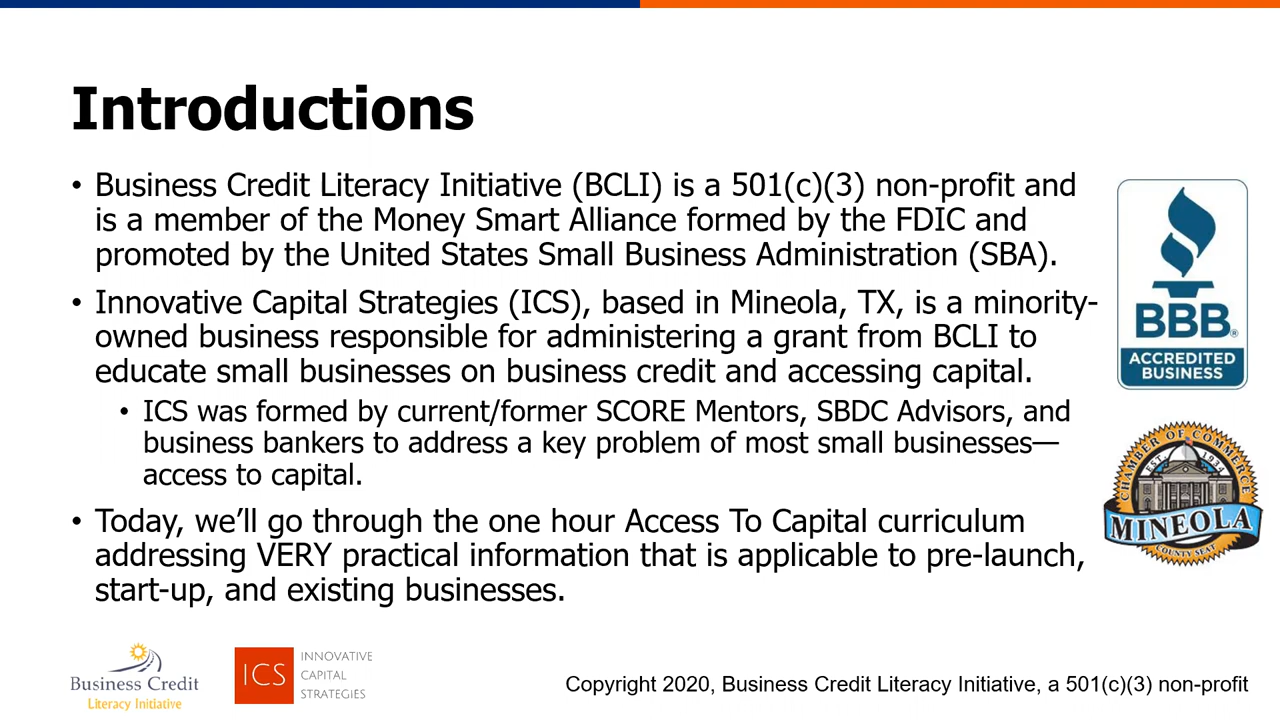 Introductions
• Business Credit Literacy Initiative (BCLI) is a 501(c)(3) non-profit and
is a member of the Money Smart Alliance formed by the FDIC and
promoted by the United States Small Business Administration (SBA).
• Innovative Capital Strategies (ICS), based in Mineola, TX, is a minority-
owned business responsible for administering a grant from BCLI to
educate small businesses on business credit and accessing capital.
• ICS was formed by current/former SCORE Mentors, SBDC Advisors, and
business bankers to address a key problem of most small businesses—
access to capital.
• Today, we’ll go through the one hour Access To Capital curriculum
addressing VERY practical information that is applicable to pre-launch,
start-up, and existing businesses.
BBB®
ACCREDITED
BUSINESS
CHAMBER OF COMMERCE
EST. 1934
MINEOLA
COUNTY SEAT
Business Credit
Literacy Initiative
ICS
INNOVATIVE
CAPITAL
STRATEGIES
Copyright 2020, Business Credit Literacy Initiative, a 501(c)(3) non-profit